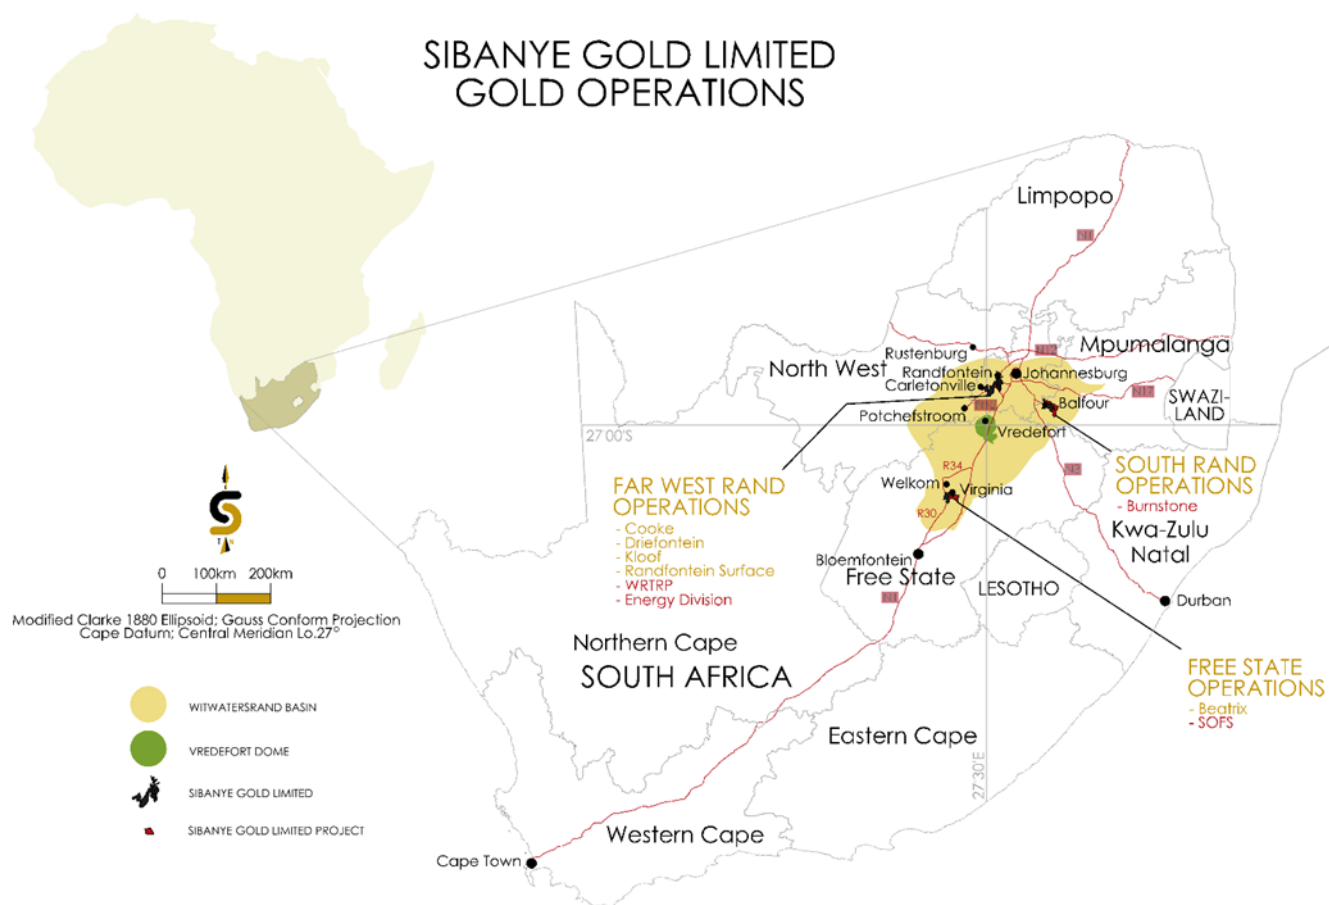 SIBANYE GOLD LIMITED
GOLD OPERATIONS
Limpopo
N1
Mpumalanga
N12
Rustenburg
North West
Randfontein
Johannesburg
Carletonville
N17
SWAZI-
LAND
Balfour
N12
Potchefstroom
Vredefort
27 00'S
SOUTH RAND
OPERATIONS
- Burnstone
N3
R34
FAR WEST RAND
OPERATIONS
- Cooke
- Driefontein
- Kloof
- Randfontein Surface
- WRTRP
- Energy Division
Welkom
Virginia
R30
Kwa-Zulu
Natal
Bloemfontein
Free State
LESOTHO
N1
Durban
0 100km 200km
Modified Clarke 1880 Ellipsoid; Gauss Conform Projection
Cape Datum; Central Meridian Lo.27°
Northern Cape
SOUTH AFRICA
FREE STATE
OPERATIONS
- Beatrix
- SOFS
Eastern Cape
27 30'E
WITWATERSRAND BASIN
VREDEFORT DOME
SIBANYE GOLD LIMITED
SIBANYE GOLD LIMITED PROJECT
Western Cape
Cape Town